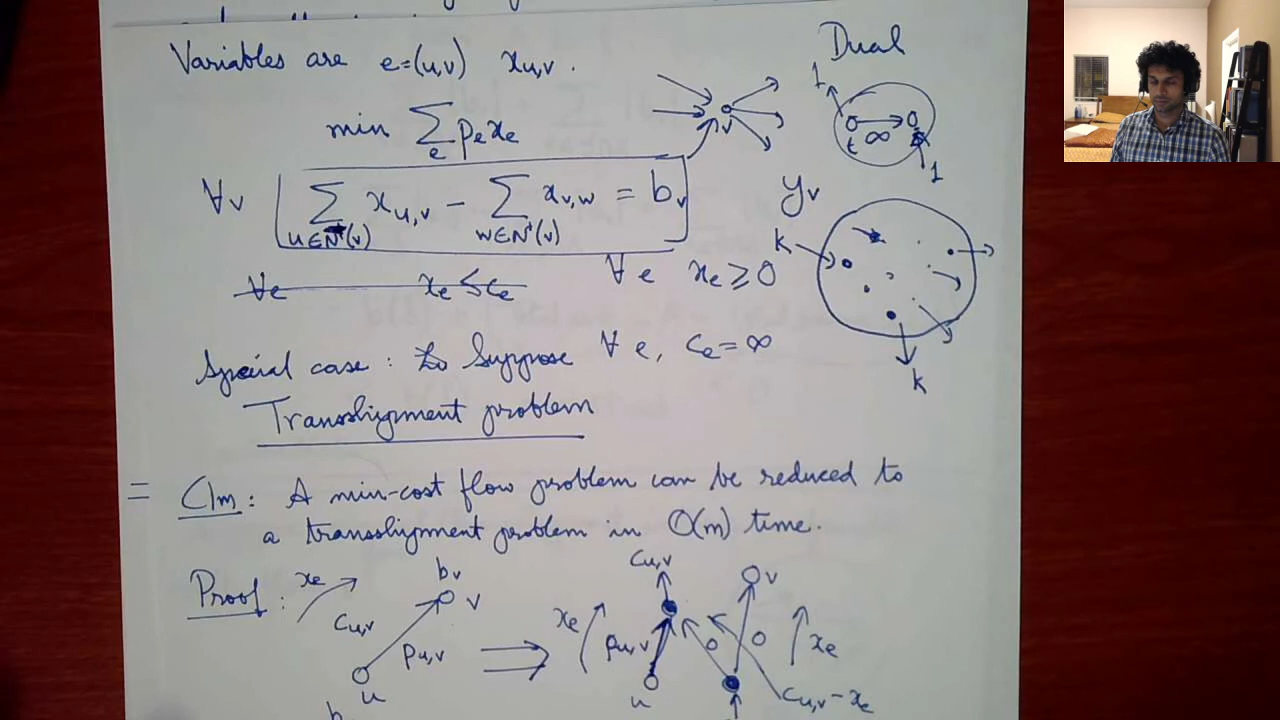 Variables are e=(u,v) x_{u,v}.
Dual
min ∑_e p_e x_e
v
1
t ∞
1
∀v ∑_{u∈N(v)} x_{u,v} - ∑_{w∈N⁺(v)} x_{v,w} = b_v
y_v
k
k
∀e x_e ≤ c_e
∀e x_e ≥ 0
Special case: Suppose ∀e, c_e = ∞
Transshipment problem
= Clm: A min-cost flow problem can be reduced to
a transshipment problem in O(m) time.
Proof:
x_e
b_v
v
c_{u,v}
p_{u,v}
u
b
⇒
c_{u,v}
v
x_e
p_{u,v}
0
0
x_e
u
c_{u,v} - x_e